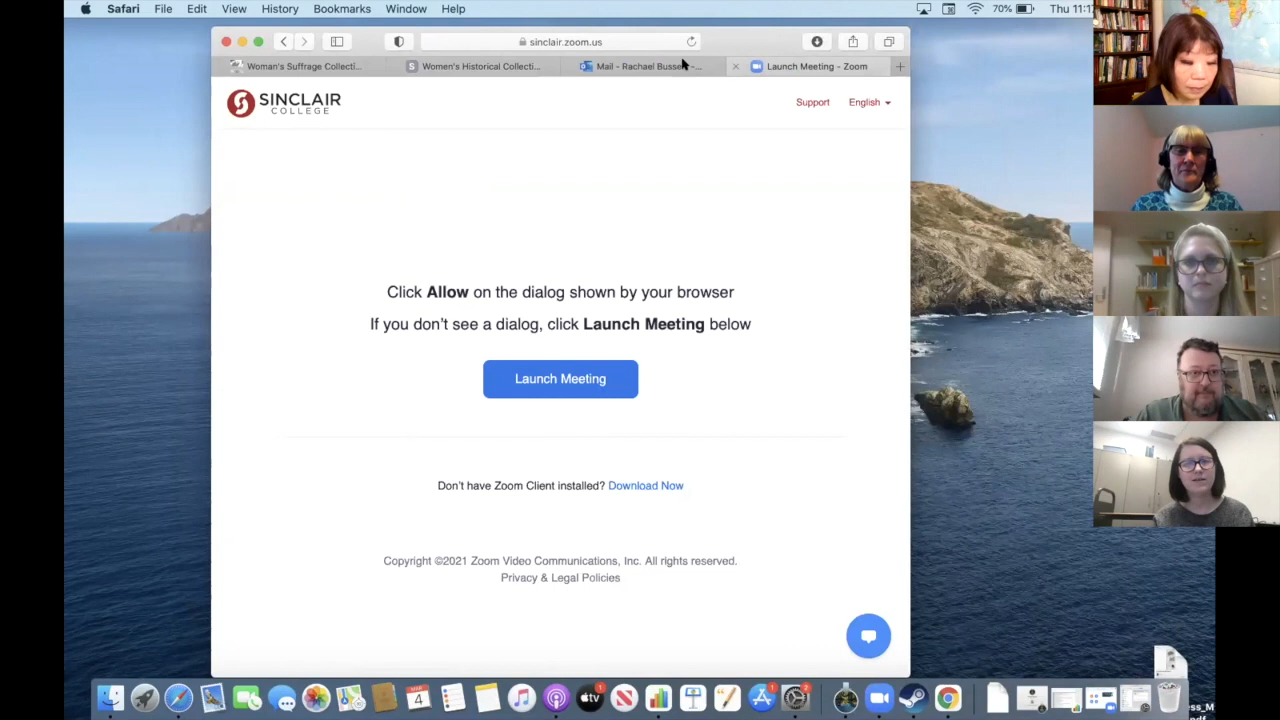 Safari File Edit View History Bookmarks Window Help
70% Thu 11:1
sinclair.zoom.us
Woman's Suffrage Collecti...
Women's Historical Collecti...
Mail - Rachael Busse
Launch Meeting - Zoom
SINCLAIR
COLLEGE
Support English
Click Allow on the dialog shown by your browser
If you don't see a dialog, click Launch Meeting below
Launch Meeting
Don't have Zoom Client installed? Download Now
Copyright ©2021 Zoom Video Communications, Inc. All rights reserved.
Privacy & Legal Policies
MAR
4
tv